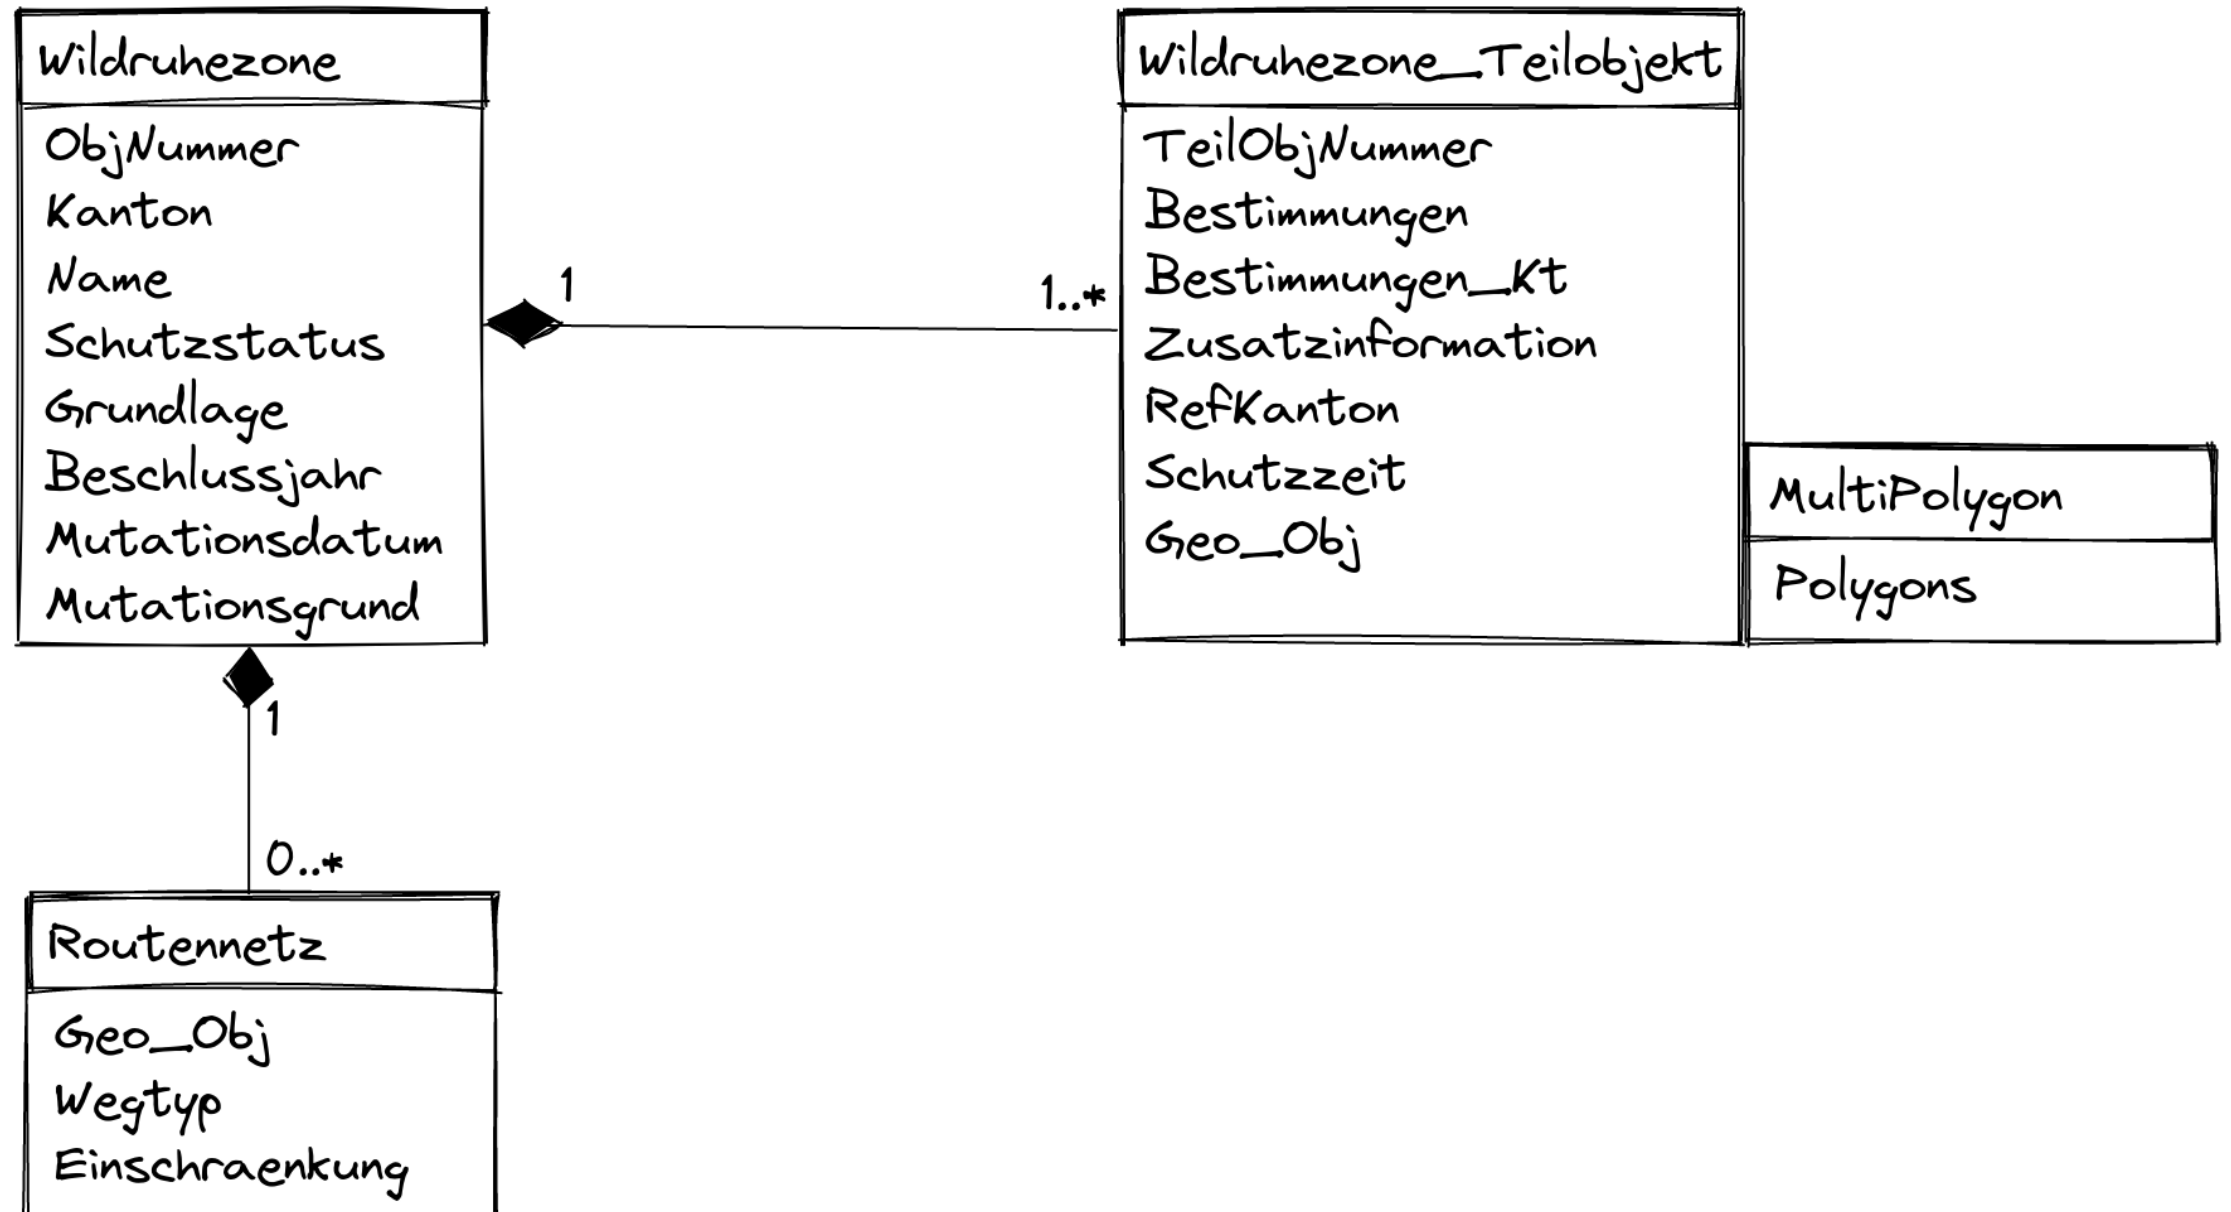 Wildruhezone
ObjNummer
Kanton
Name
Schutzstatus
Grundlage
Beschlussjahr
Mutationsdatum
Mutationsgrund
1
1..*
Wildruhezone_Teilobjekt
TeilObjNummer
Bestimmungen
Bestimmungen_Kt
Zusatzinformation
RefKanton
Schutzzeit
Geo_Obj
MultiPolygon
Polygons
1
0..*
Routennetz
Geo_Obj
Wegtyp
Einschraenkung